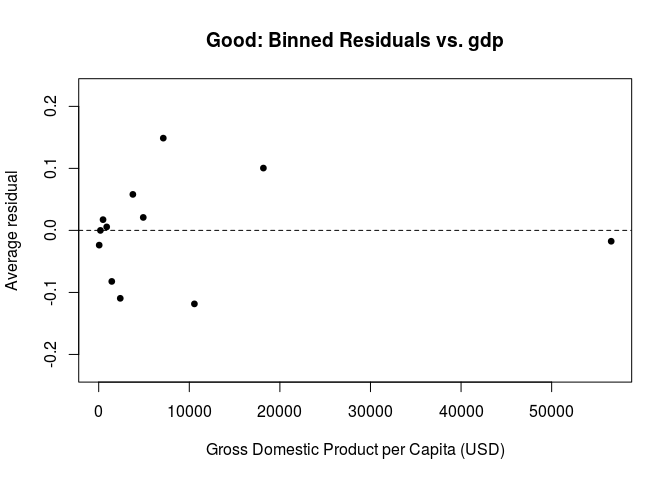 Good: Binned Residuals vs. gdp
Average residual
0.2
0.1
0.0
-0.1
-0.2
0 10000 20000 30000 40000 50000
Gross Domestic Product per Capita (USD)